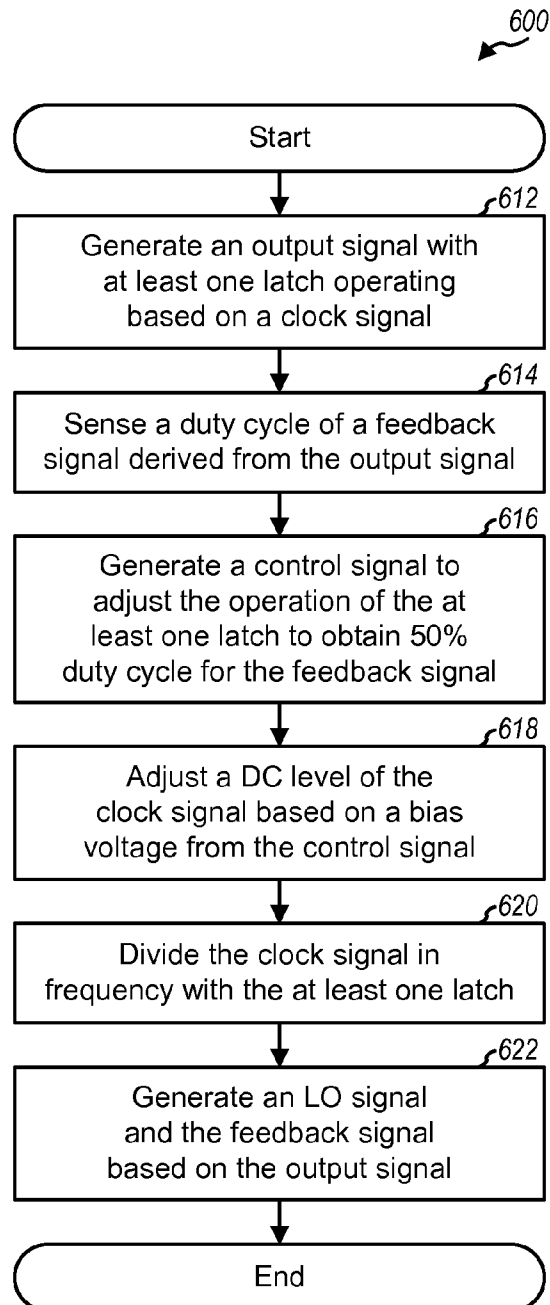 600
Start
612
Generate an output signal with
at least one latch operating
based on a clock signal
614
Sense a duty cycle of a feedback
signal derived from the output signal
616
Generate a control signal to
adjust the operation of the at
least one latch to obtain 50%
duty cycle for the feedback signal
618
Adjust a DC level of the
clock signal based on a bias
voltage from the control signal
620
Divide the clock signal in
frequency with the at least one latch
622
Generate an LO signal
and the feedback signal
based on the output signal
End